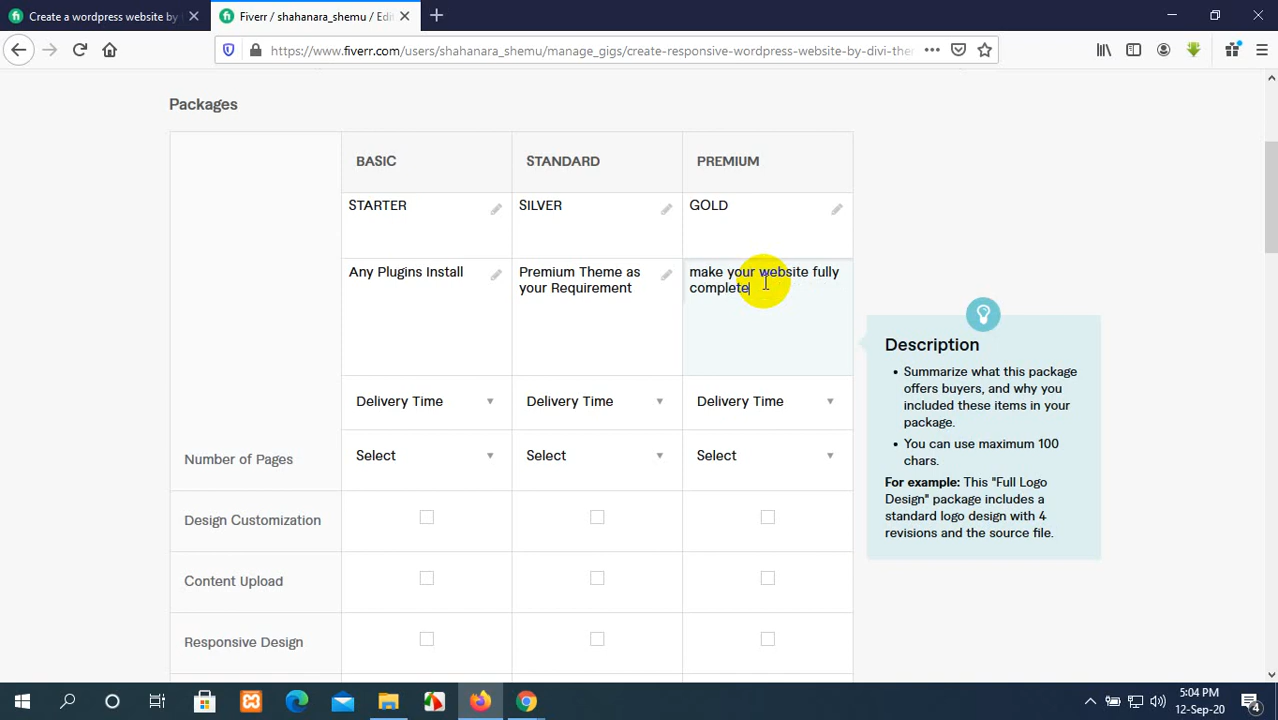 Create a wordpress website by
Fiverr / shahanara_shemu / Edi
https://www.fiverr.com/users/shahanara_shemu/manage_gigs/create-responsive-wordpress-website-by-divi-the
Packages
BASIC
STANDARD
PREMIUM
STARTER
SILVER
GOLD
Any Plugins Install
Premium Theme as
your Requirement
make your website fully
complete
Description
Summarize what this package
offers buyers, and why you
included these items in your
package.
You can use maximum 100
chars.
For example: This "Full Logo
Design" package includes a
standard logo design with 4
revisions and the source file.
Delivery Time
Delivery Time
Delivery Time
Number of Pages
Select
Select
Select
Design Customization
Content Upload
Responsive Design
5:04 PM
12-Sep-20
4